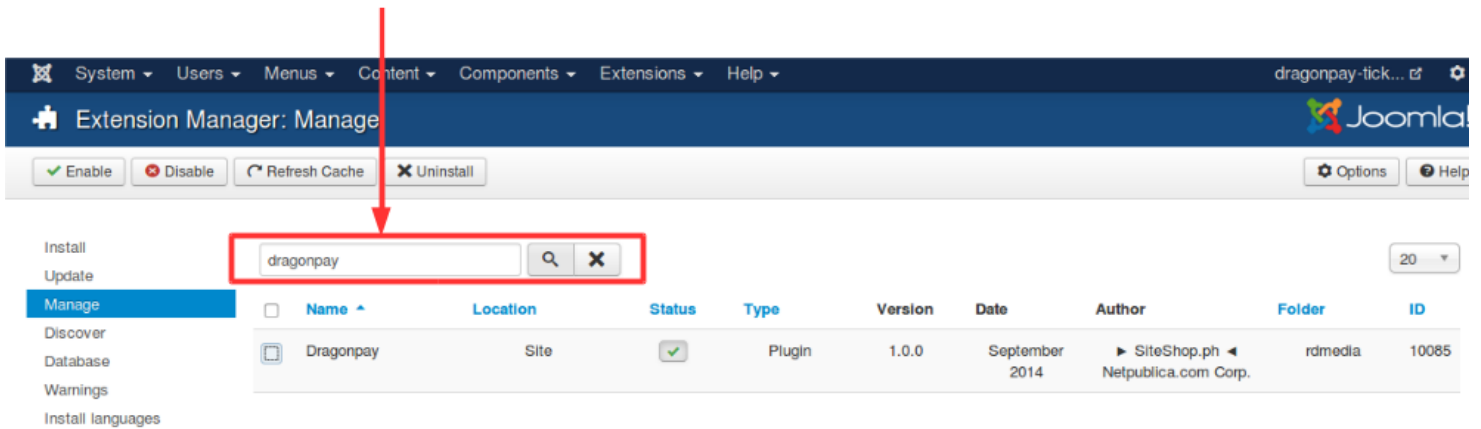 System Users Menus Content Components Extensions Help dragonpay-tick...
Extension Manager: Manage Joomla!
Enable Disable Refresh Cache Uninstall Options Help
Install
Update
Manage
Discover
Database
Warnings
Install languages
dragonpay 20
Name Location Status Type Version Date Author Folder ID
Dragonpay Site Plugin 1.0.0 September ► SiteShop.ph ◄ rdmedia 10085
2014 Netpublica.com Corp.